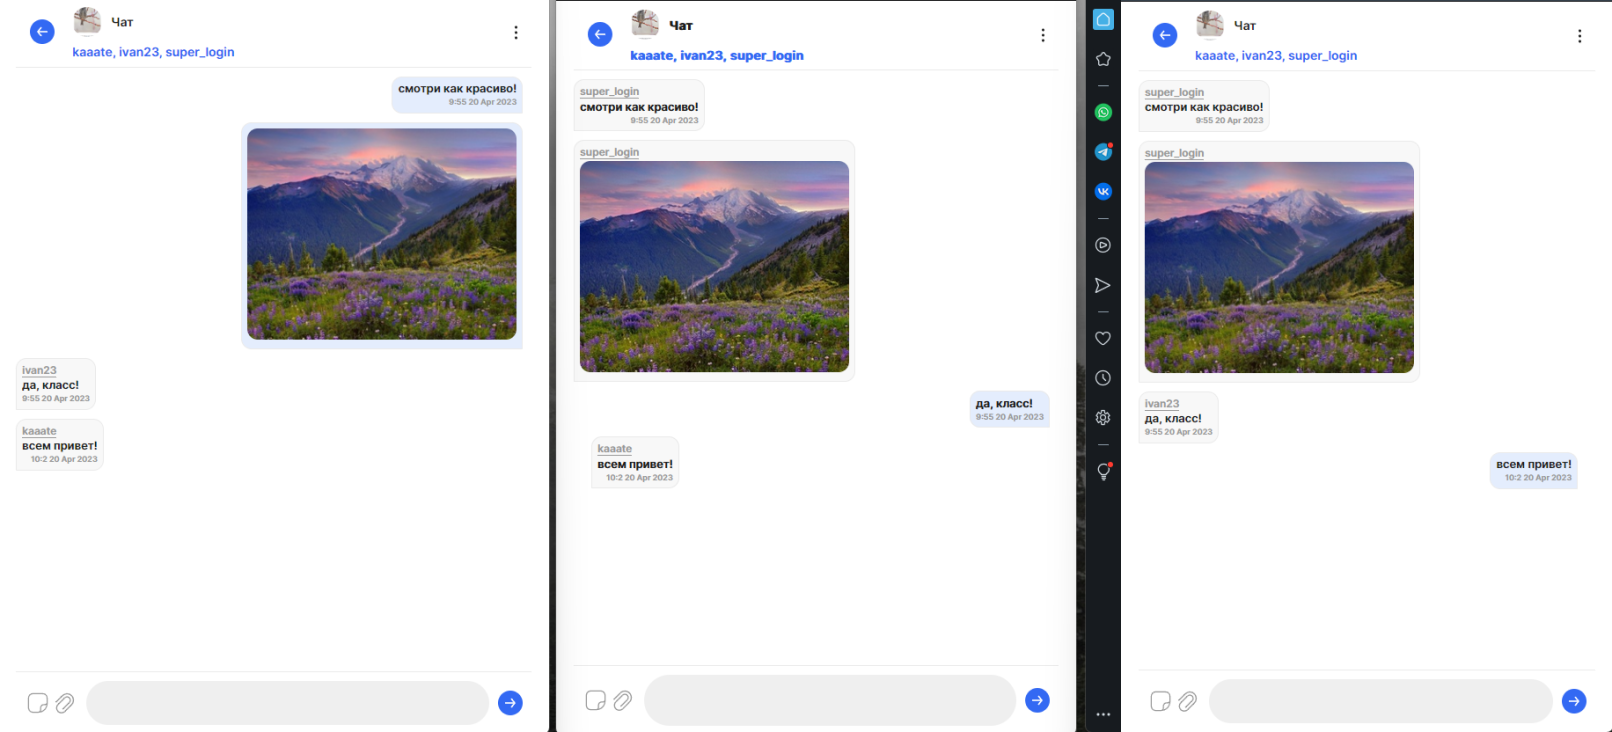 Чат
kaaate, ivan23, super_login
смотри как красиво!
9:55 20 Apr 2023
ivan23
да, класс!
9:55 20 Apr 2023
kaaate
всем привет!
10:2 20 Apr 2023
Чат
kaaate, ivan23, super_login
super_login
смотри как красиво!
9:55 20 Apr 2023
super_login
да, класс!
9:55 20 Apr 2023
kaaate
всем привет!
10:2 20 Apr 2023
Чат
kaaate, ivan23, super_login
super_login
смотри как красиво!
9:55 20 Apr 2023
super_login
ivan23
да, класс!
9:55 20 Apr 2023
всем привет!
10:2 20 Apr 2023